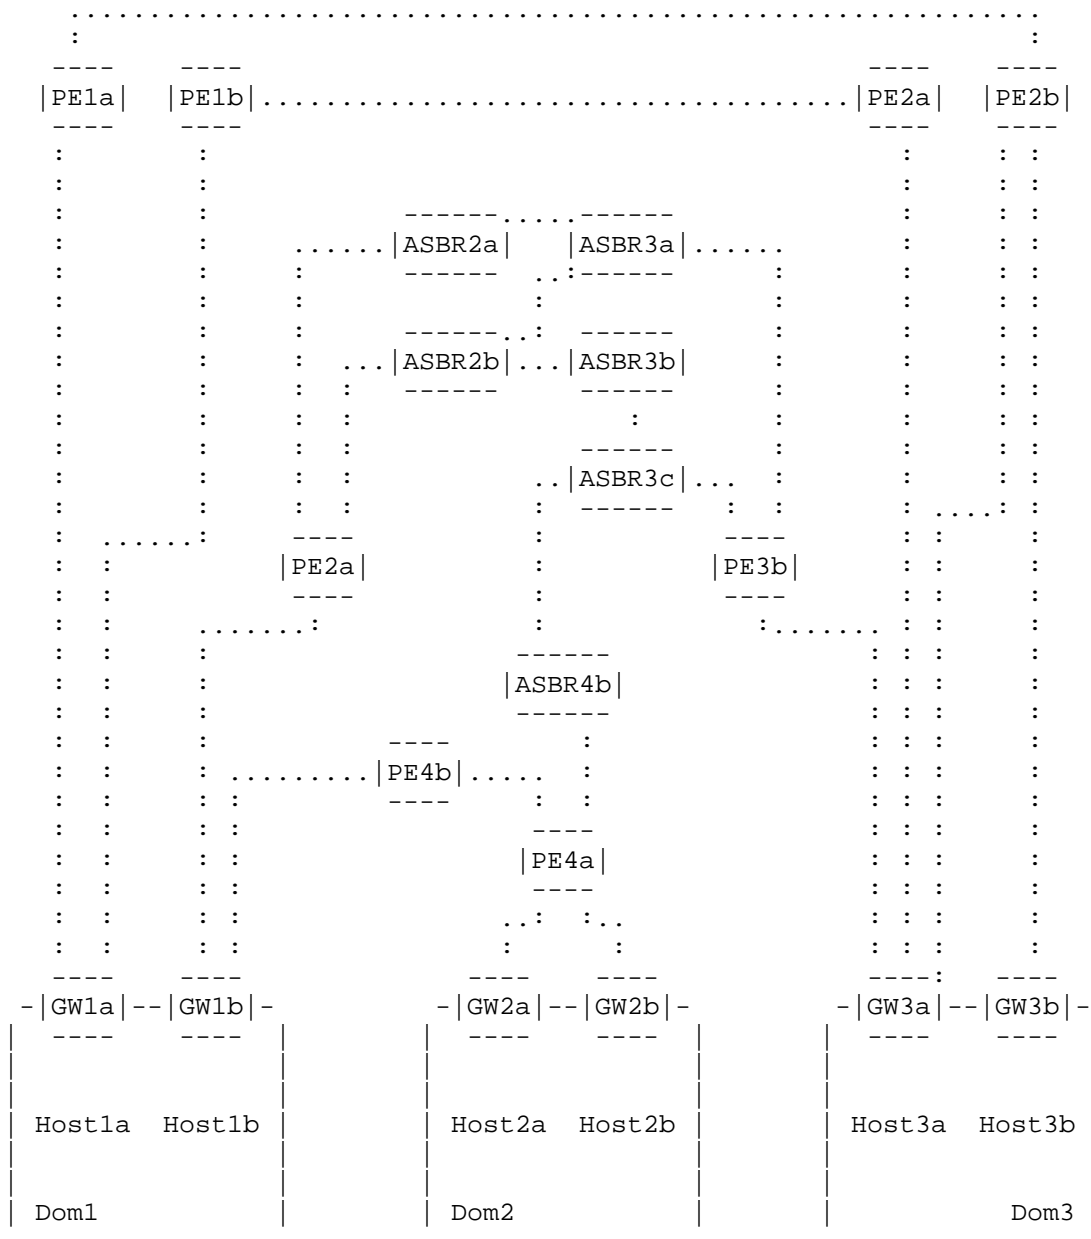 |PE1a| |PE1b|.....................................|PE2a| |PE2b|
|ASBR2a| |ASBR3a|
|ASBR2b|...|ASBR3b|
..|ASBR3c|...
|PE2a| |PE3b|
|ASBR4b|
|PE4b|
|PE4a|
-|GW1a|--|GW1b|- -|GW2a|--|GW2b|- -|GW3a|--|GW3b|-
Host1a Host1b Host2a Host2b Host3a Host3b
Dom1 Dom2 Dom3